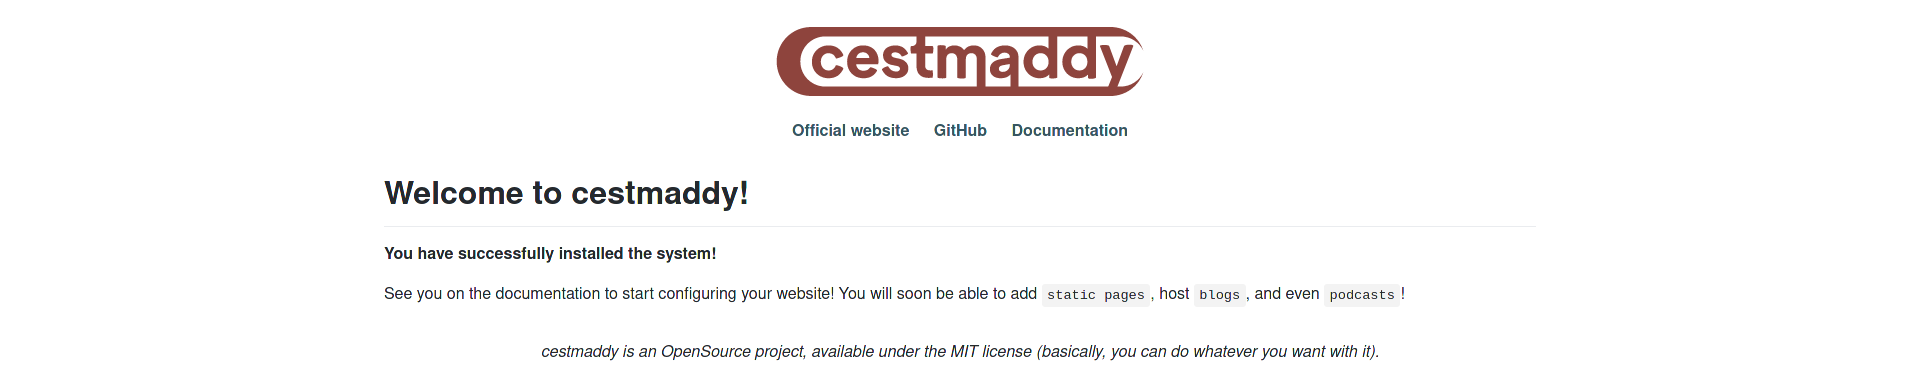 cestmaddy
Official website GitHub Documentation
Welcome to cestmaddy!
You have successfully installed the system!
See you on the documentation to start configuring your website! You will soon be able to add static pages, host blogs, and even podcasts!
cestmaddy is an OpenSource project, available under the MIT license (basically, you can do whatever you want with it).